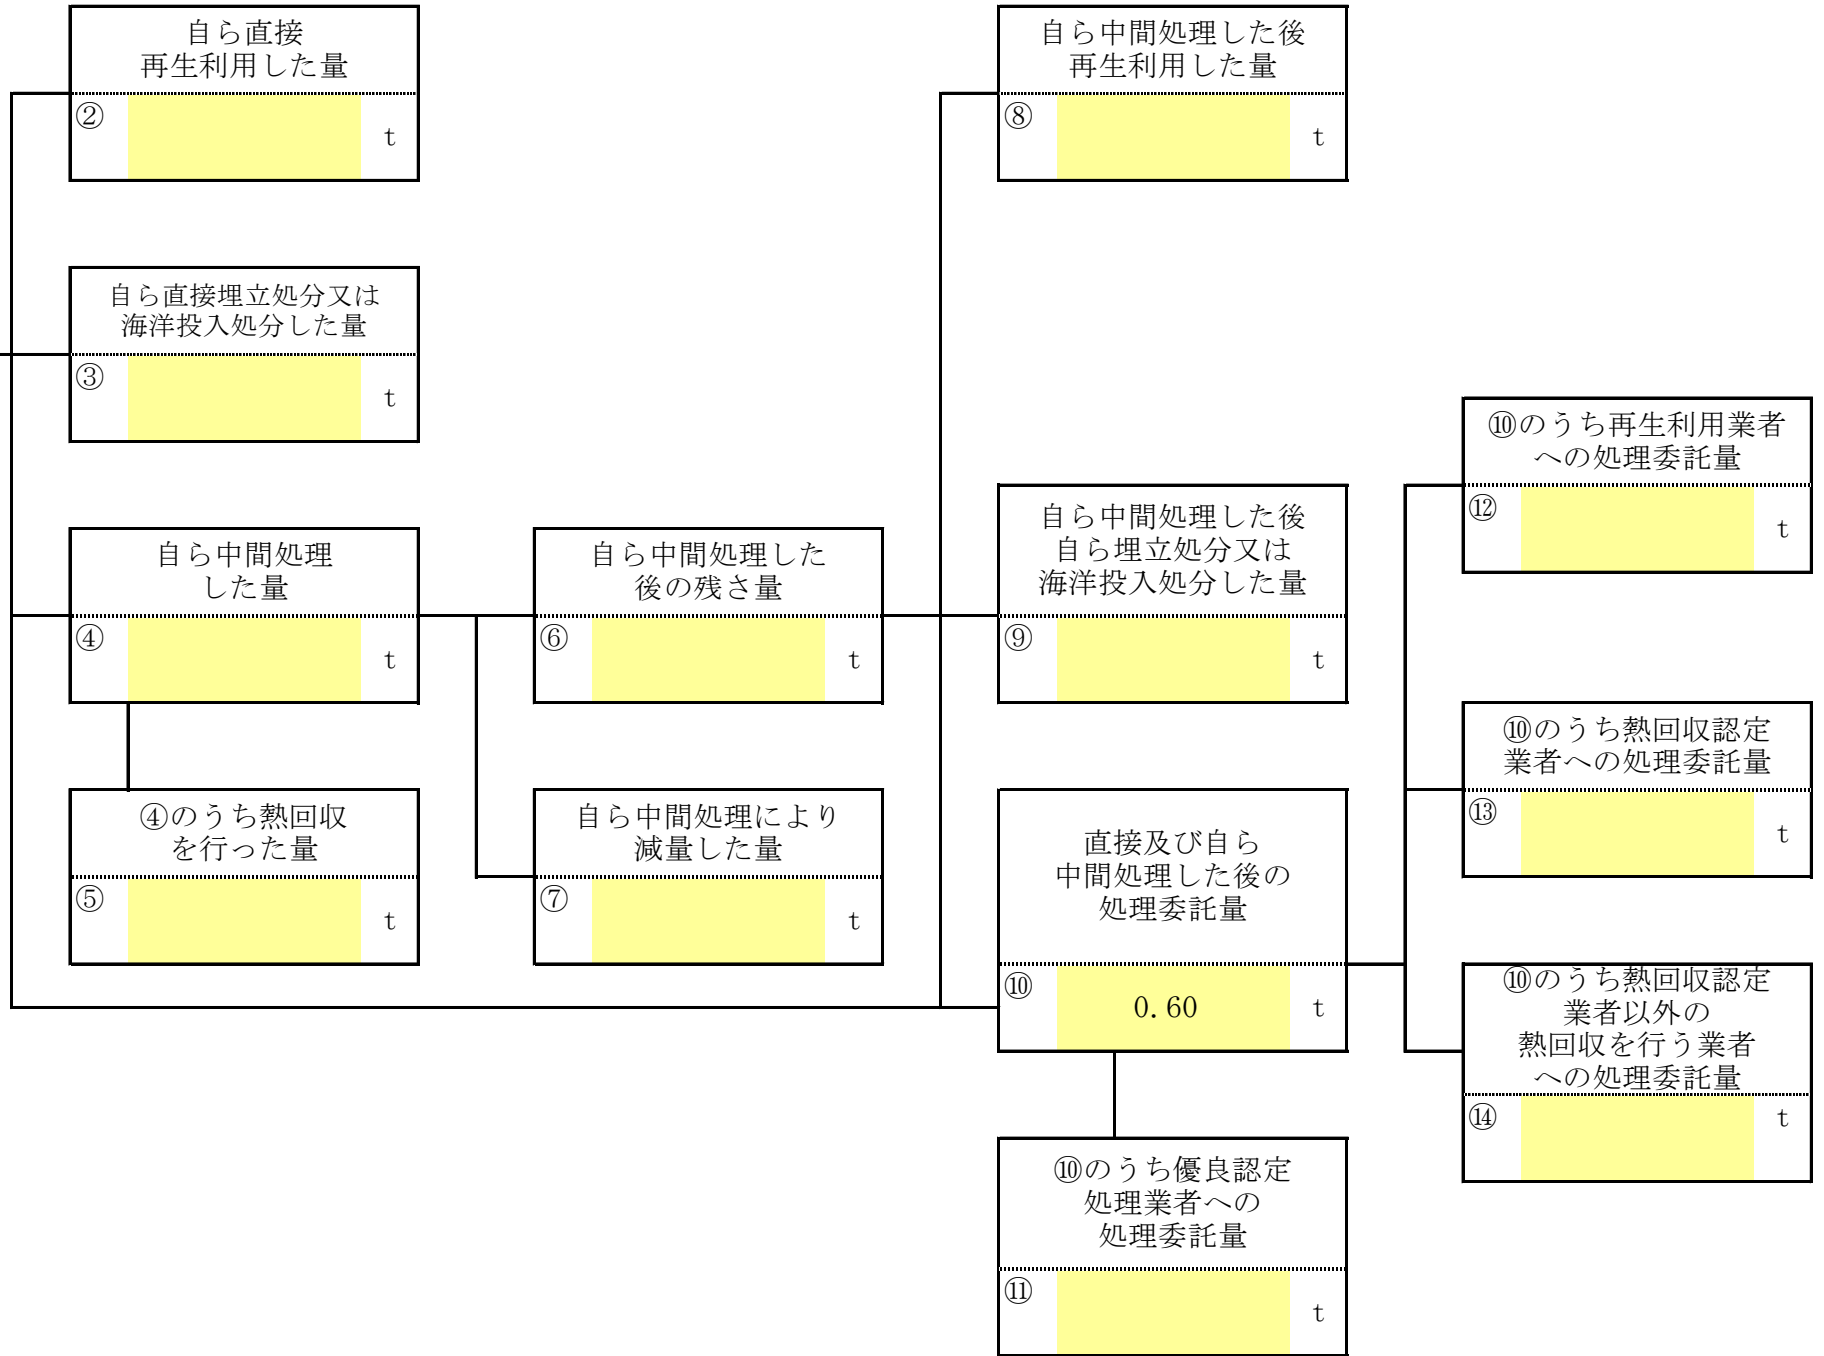 自ら直接
再生利用した量
②
t
自ら中間処理した後
再生利用した量
⑧
t
自ら直接埋立処分又は
海洋投入処分した量
③
t
⑩のうち再生利用業者
への処理委託量
⑫
t
自ら中間処理
した量
④
t
自ら中間処理した
後の残さ量
⑥
t
自ら中間処理した後
自ら埋立処分又は
海洋投入処分した量
⑨
t
⑩のうち熱回収認定
業者への処理委託量
⑬
t
④のうち熱回収
を行った量
⑤
t
自ら中間処理により
減量した量
⑦
t
直接及び自ら
中間処理した後の
処理委託量
⑩ 0.60 t
⑩のうち熱回収認定
業者以外の
熱回収を行う業者
への処理委託量
⑭
t
⑩のうち優良認定
処理業者への
処理委託量
⑪
t